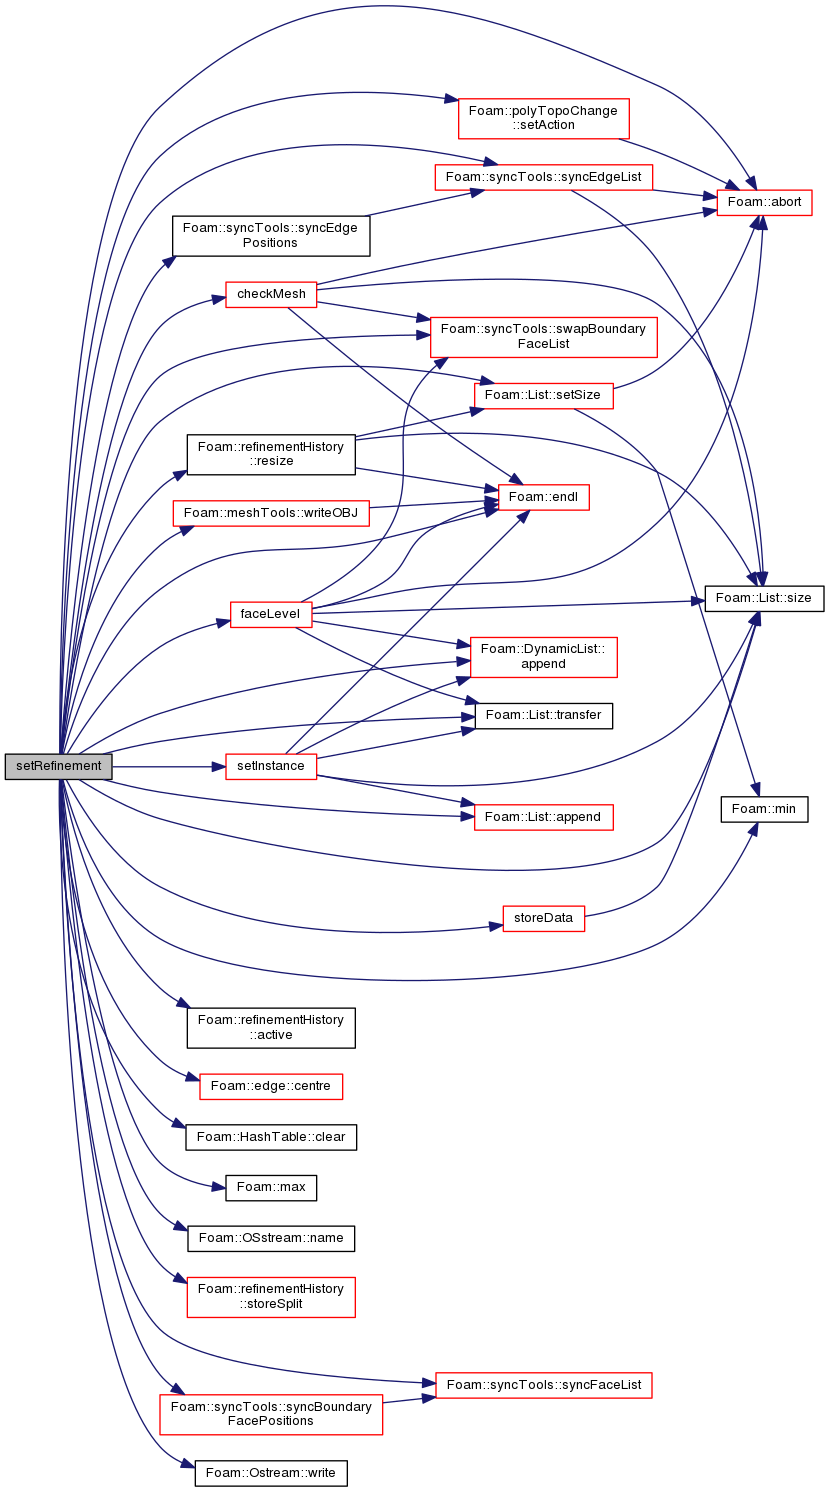 Foam::polyTopoChange
::setAction
Foam::syncTools::syncEdgeList
Foam::abort
Foam::syncTools::syncEdge
Positions
checkMesh
Foam::syncTools::swapBoundary
FaceList
Foam::List::setSize
Foam::refinementHistory
::resize
Foam::endl
Foam::meshTools::writeOBJ
Foam::List::size
faceLevel
Foam::DynamicList::
append
Foam::List::transfer
setRefinement
setInstance
Foam::List::append
Foam::min
storeData
Foam::refinementHistory
::active
Foam::edge::centre
Foam::HashTable::clear
Foam::max
Foam::OSstream::name
Foam::refinementHistory
::storeSplit
Foam::syncTools::syncFaceList
Foam::syncTools::syncBoundary
FacePositions
Foam::Ostream::write